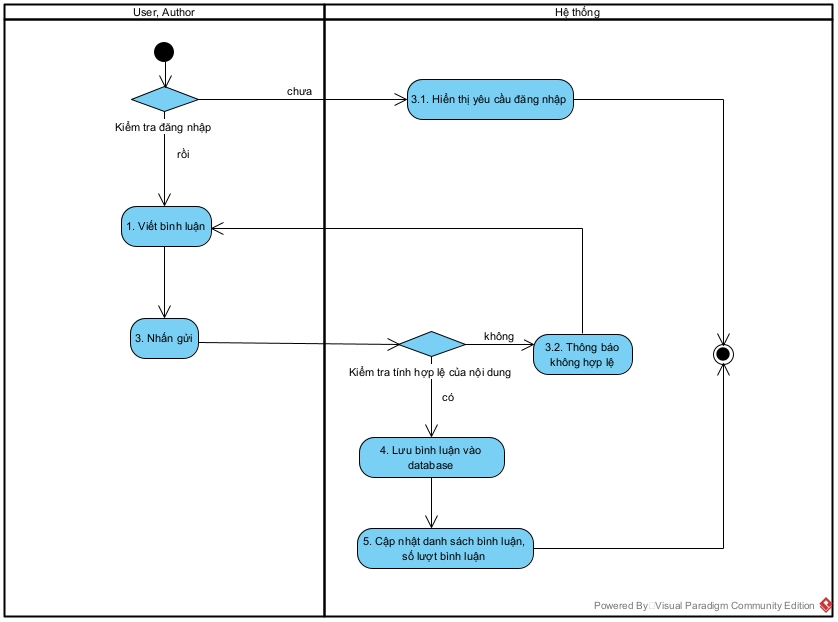 User, Author
Hệ thống
chưa
3.1. Hiển thị yêu cầu đăng nhập
Kiểm tra đăng nhập
rồi
1. Viết bình luận
3. Nhấn gửi
không
3.2. Thông báo
không hợp lệ
Kiểm tra tính hợp lệ của nội dung
có
4. Lưu bình luận vào
database
5. Cập nhật danh sách bình luận,
số lượt bình luận
Powered By Visual Paradigm Community Edition